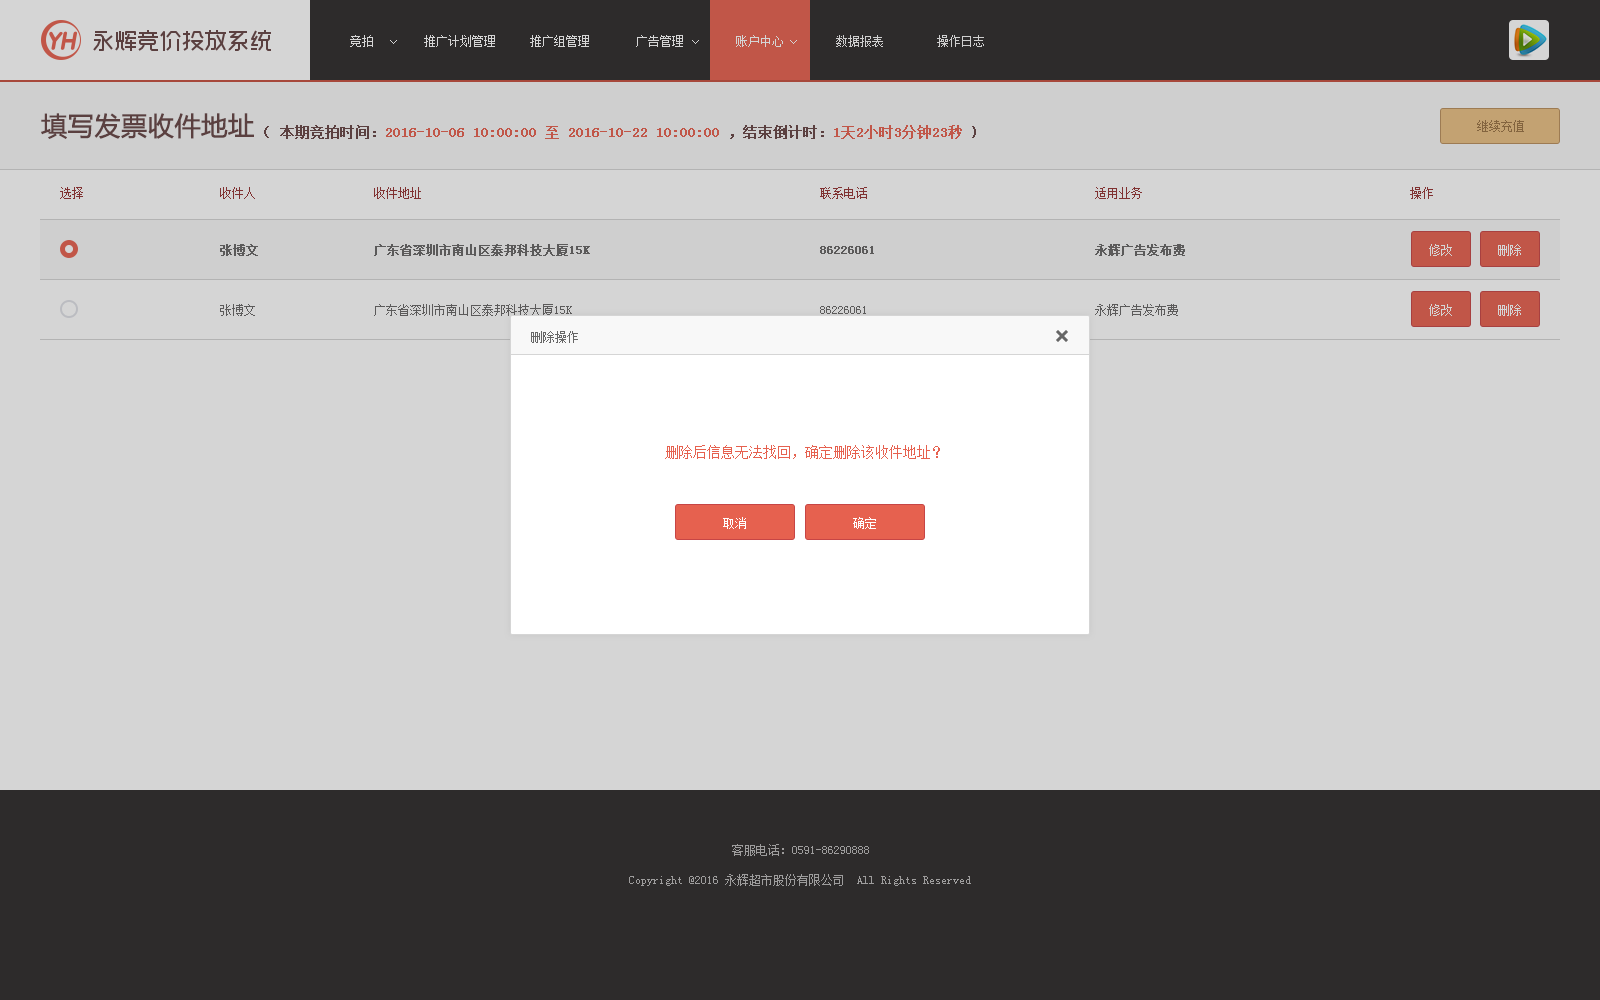 YH 永辉竞价投放系统 竞拍 推广计划管理 推广组管理 广告管理 账户中心 数据报表 操作日志
填写发票收件地址 （ 本期竞拍时间：2016-10-06 10:00:00 至 2016-10-22 10:00:00 ，结束倒计时：1天2小时3分钟23秒 ） 继续充值
选择 收件人 收件地址 联系电话 适用业务 操作
张博文 广东省深圳市南山区泰邦科技大厦15K 86226061 永辉广告发布费 修改 删除
张博文 广东省深圳市南山区泰邦科技大厦15K 86226061 永辉广告发布费 修改 删除
删除操作
删除后信息无法找回，确定删除该收件地址？
取消 确定
客服电话：0591-86290888
Copyright @2016 永辉超市股份有限公司 All Rights Reserved